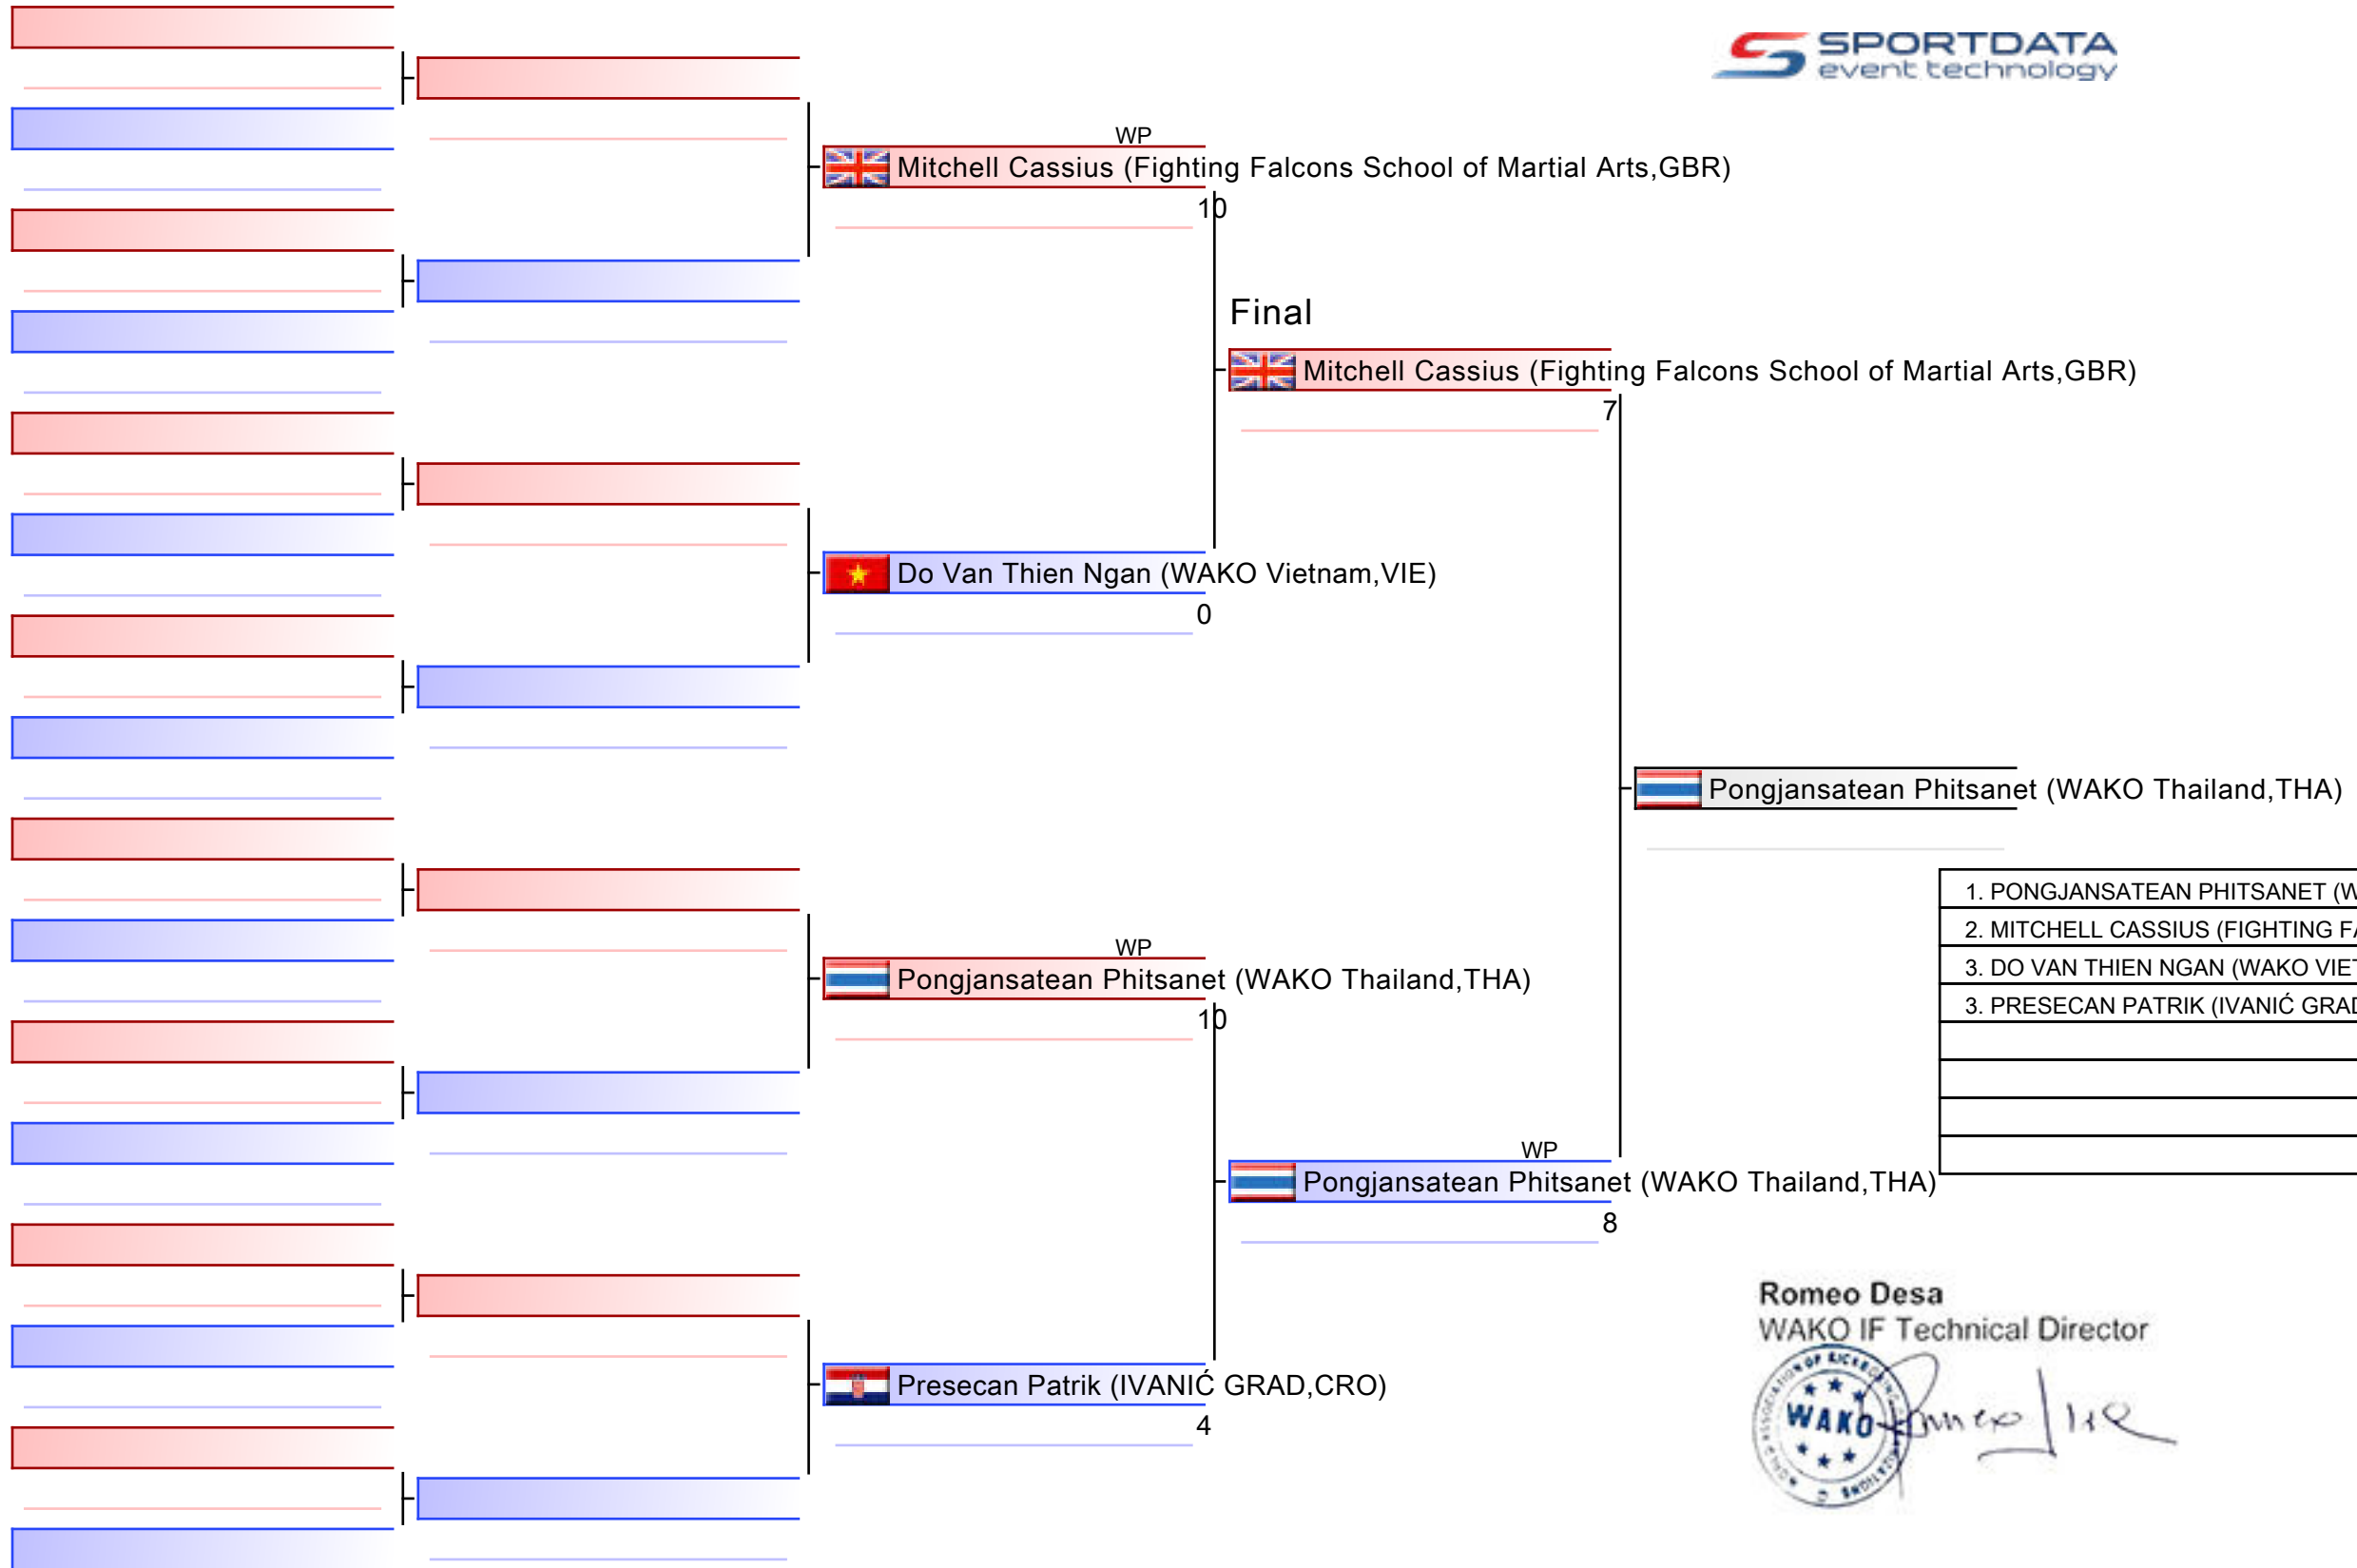 SPORTDATA
event technology
WP
Mitchell Cassius (Fighting Falcons School of Martial Arts,GBR)
10
Final
Mitchell Cassius (Fighting Falcons School of Martial Arts,GBR)
7
Do Van Thien Ngan (WAKO Vietnam,VIE)
0
Pongjansatean Phitsanet (WAKO Thailand,THA)
1. PONGJANSATEAN PHITSANET (W
2. MITCHELL CASSIUS (FIGHTING FA
3. DO VAN THIEN NGAN (WAKO VIET
3. PRESECAN PATRIK (IVANIĆ GRAD
WP
Pongjansatean Phitsanet (WAKO Thailand,THA)
10
WP
Pongjansatean Phitsanet (WAKO Thailand,THA)
8
Presecan Patrik (IVANIĆ GRAD,CRO)
4
Romeo Desa
WAKO IF Technical Director
WAKO